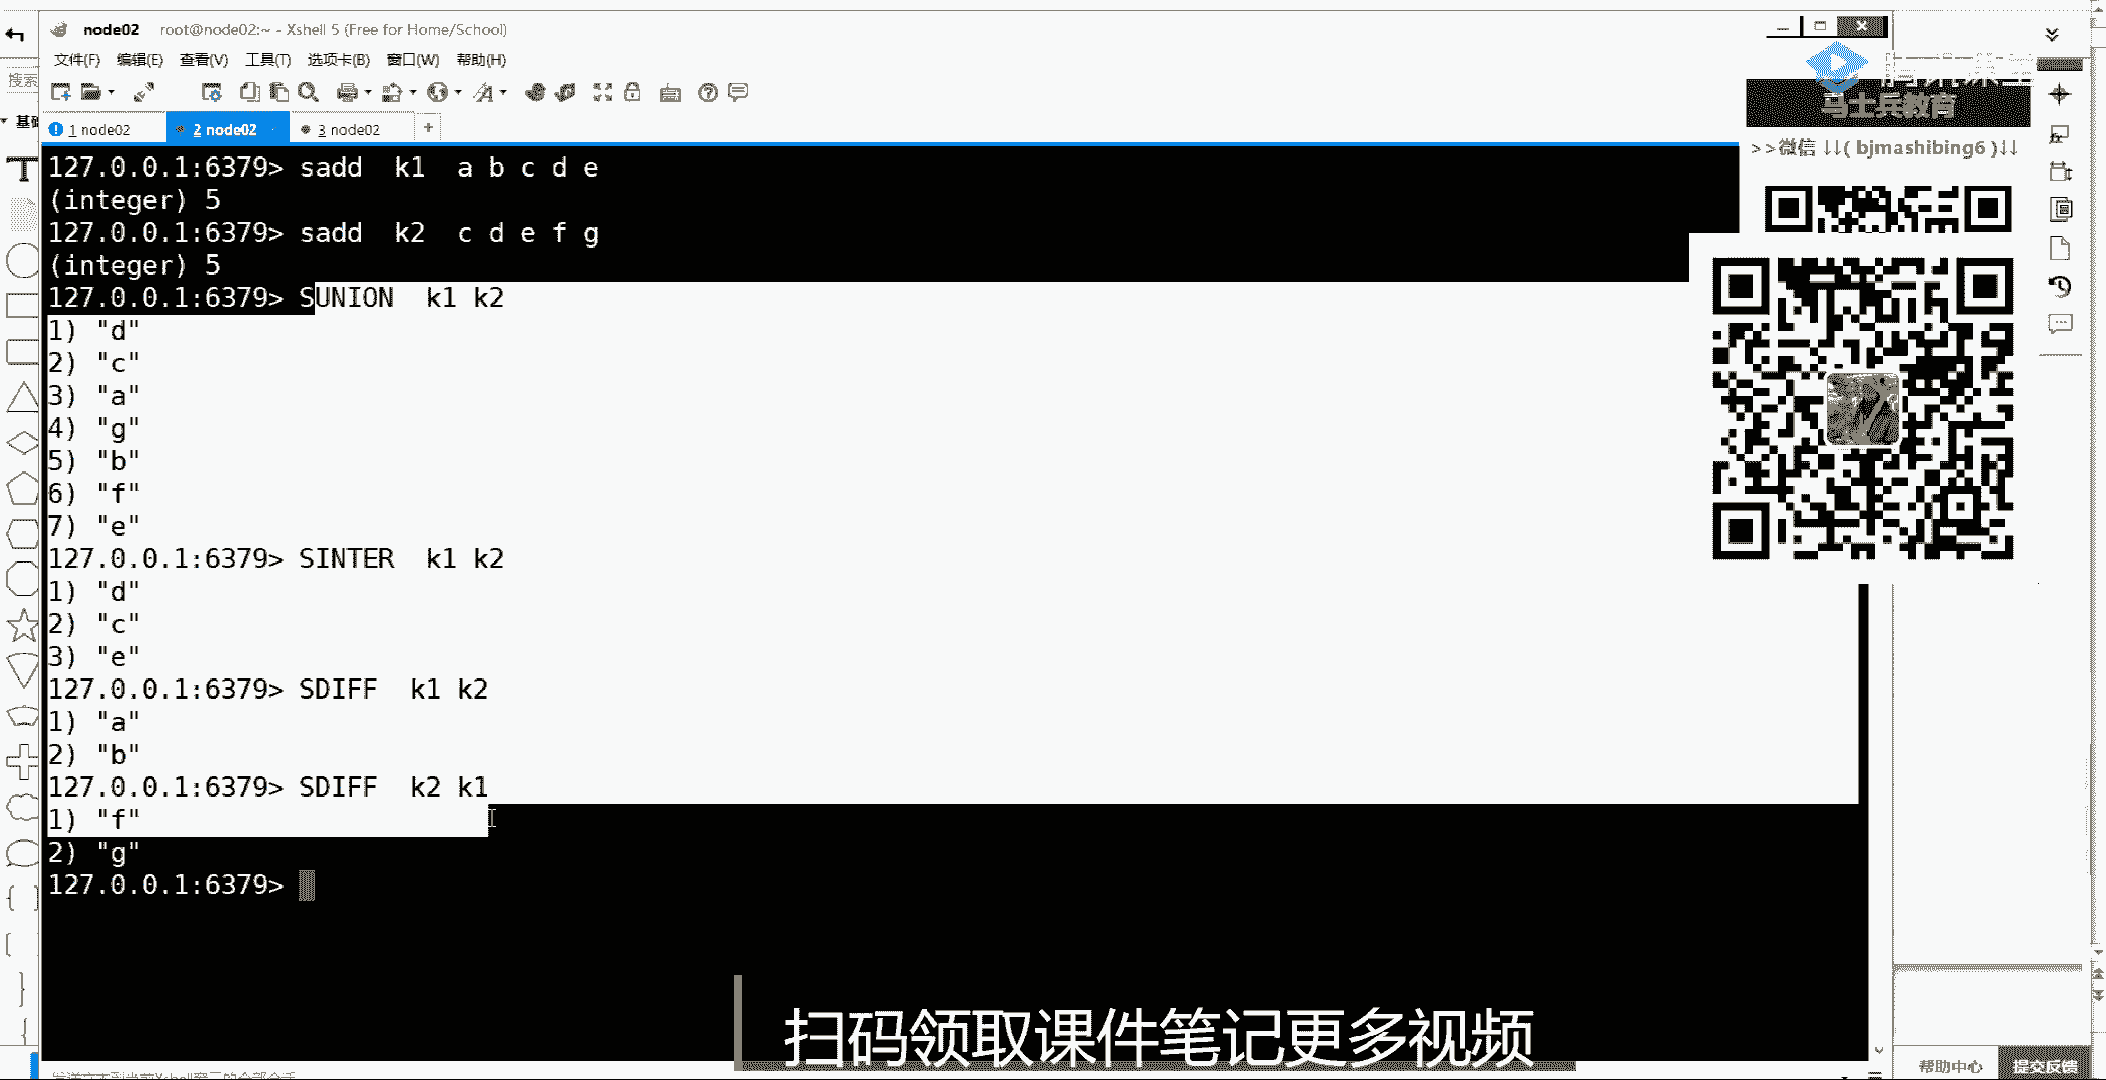 node02 root@node02:~ - Xshell 5 (Free for Home/School)
文件(F) 编辑(E) 查看(V) 工具(T) 选项卡(B) 窗口(W) 帮助(H)
搜索
基础
1 node02 2 node02 3 node02 +
马士兵教育
>>微信 ↓↓( bjmashibing6 )↓↓
127.0.0.1:6379> sadd k1 a b c d e
(integer) 5
127.0.0.1:6379> sadd k2 c d e f g
(integer) 5
127.0.0.1:6379> SUNION k1 k2
1) "d"
2) "c"
3) "a"
4) "g"
5) "b"
6) "f"
7) "e"
127.0.0.1:6379> SINTER k1 k2
1) "d"
2) "c"
3) "e"
127.0.0.1:6379> SDIFF k1 k2
1) "a"
2) "b"
127.0.0.1:6379> SDIFF k2 k1
1) "f"
2) "g"
127.0.0.1:6379>
扫码领取课件笔记更多视频
帮助中心 提交反馈